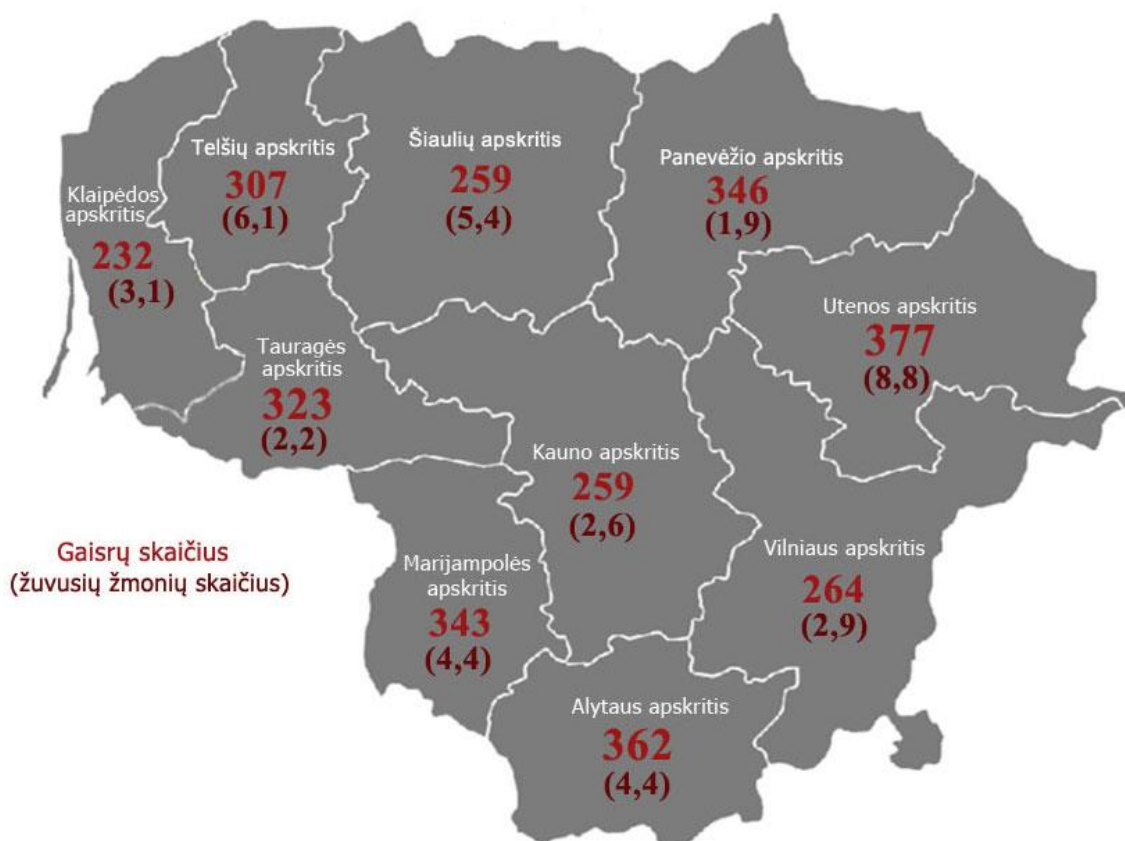 Telšių apskritis
307
(6,1)
Šiaulių apskritis
259
(5,4)
Panevėžio apskritis
346
(1,9)
Klaipėdos
apskritis
232
(3,1)
Utenos apskritis
377
(8,8)
Tauragės
apskritis
323
(2,2)
Kauno apskritis
259
(2,6)
Vilniaus apskritis
264
(2,9)
Gaisrų skaičius
(žuvusių žmonių skaičius)
Marijampolės
apskritis
343
(4,4)
Alytaus apskritis
362
(4,4)